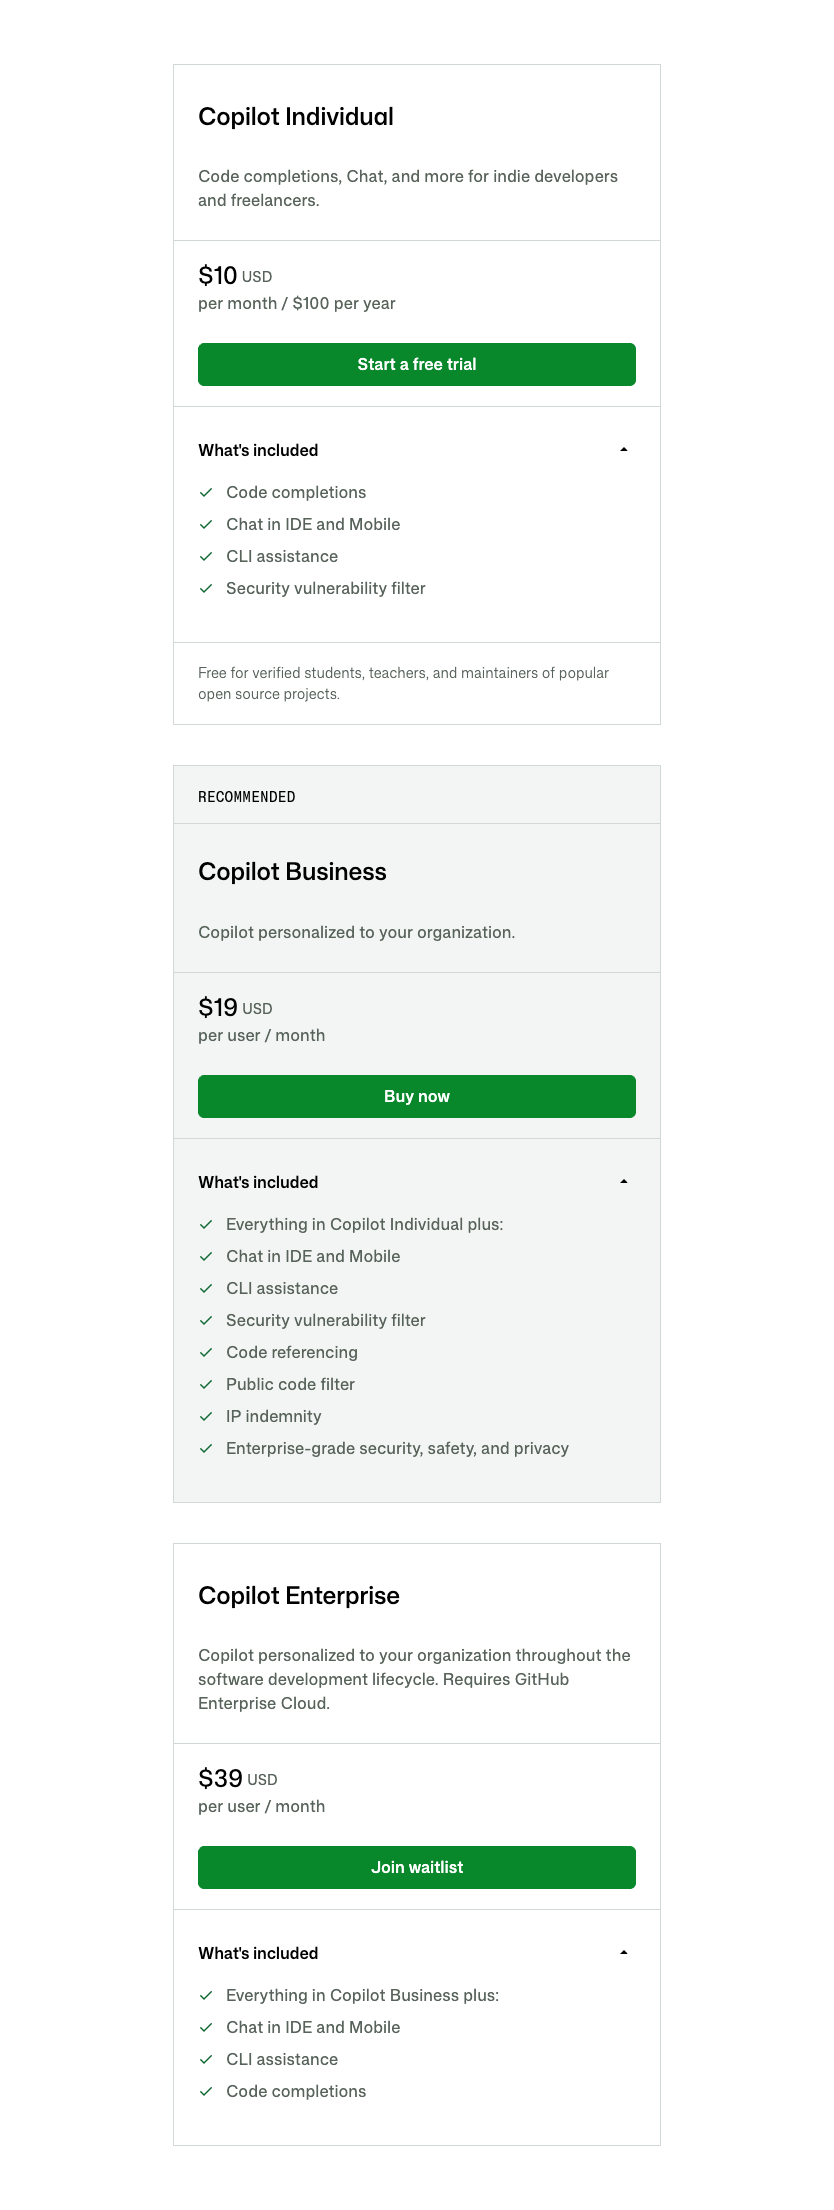 Copilot Individual
Code completions, Chat, and more for indie developers
and freelancers.
$10 USD
per month / $100 per year
Start a free trial
What's included
Code completions
Chat in IDE and Mobile
CLI assistance
Security vulnerability filter
Free for verified students, teachers, and maintainers of popular
open source projects.
RECOMMENDED
Copilot Business
Copilot personalized to your organization.
$19 USD
per user / month
Buy now
What's included
Everything in Copilot Individual plus:
Chat in IDE and Mobile
CLI assistance
Security vulnerability filter
Code referencing
Public code filter
IP indemnity
Enterprise-grade security, safety, and privacy
Copilot Enterprise
Copilot personalized to your organization throughout the
software development lifecycle. Requires GitHub
Enterprise Cloud.
$39 USD
per user / month
Join waitlist
What's included
Everything in Copilot Business plus:
Chat in IDE and Mobile
CLI assistance
Code completions